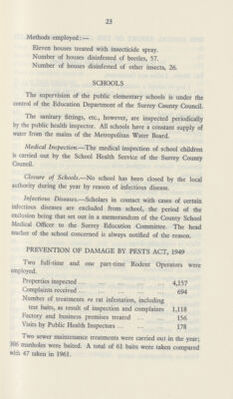 23
Methods employed:—
Eleven houses treated with insecticide spray.
Number of houses disinfested of beetles, 57.
Number of houses disinfested of other insects, 26.
SCHOOLS
The supervision of the public elementary schools is under the
control of the Education Department of the Surrey County Council.
The sanitary fittings, etc., however, are inspected periodically
by the public health inspector. All schools have a constant supply of
water from the mains of the Metropolitan Water Board.
Medical Inspection.—The medical inspection of school children
is carried out by the School Health Service of the Surrey County
Council.
Closure of Schools.—No school has been closed by the local
authority during the year by reason of infectious disease.
Infectious Diseases.—Scholars in contact with cases of certain
infectious diseases are excluded from school, the period of the
exclusion being that set out in a memorandum of the County School
Medical Officer to the Surrey Education Committee. The head
teacher of the school concerned is always notified of the reason.
PREVENTION OF DAMAGE BY PESTS ACT, 1949
Two full-time and one part-time Rodent Operators were
employed.
Properties inspected ... 4,157
Complaints received ... 694
Number of treatments re rat infestation, including
test baits, as result of inspection and complaints 1,118
Factory and business premises treated ... 156
Visits by Public Health Inspectors ... 178
Two sewer maintenance treatments were carried out in the year;
306 manholes were baited. A total of 61 baits were taken compared
with 47 taken in 1961.